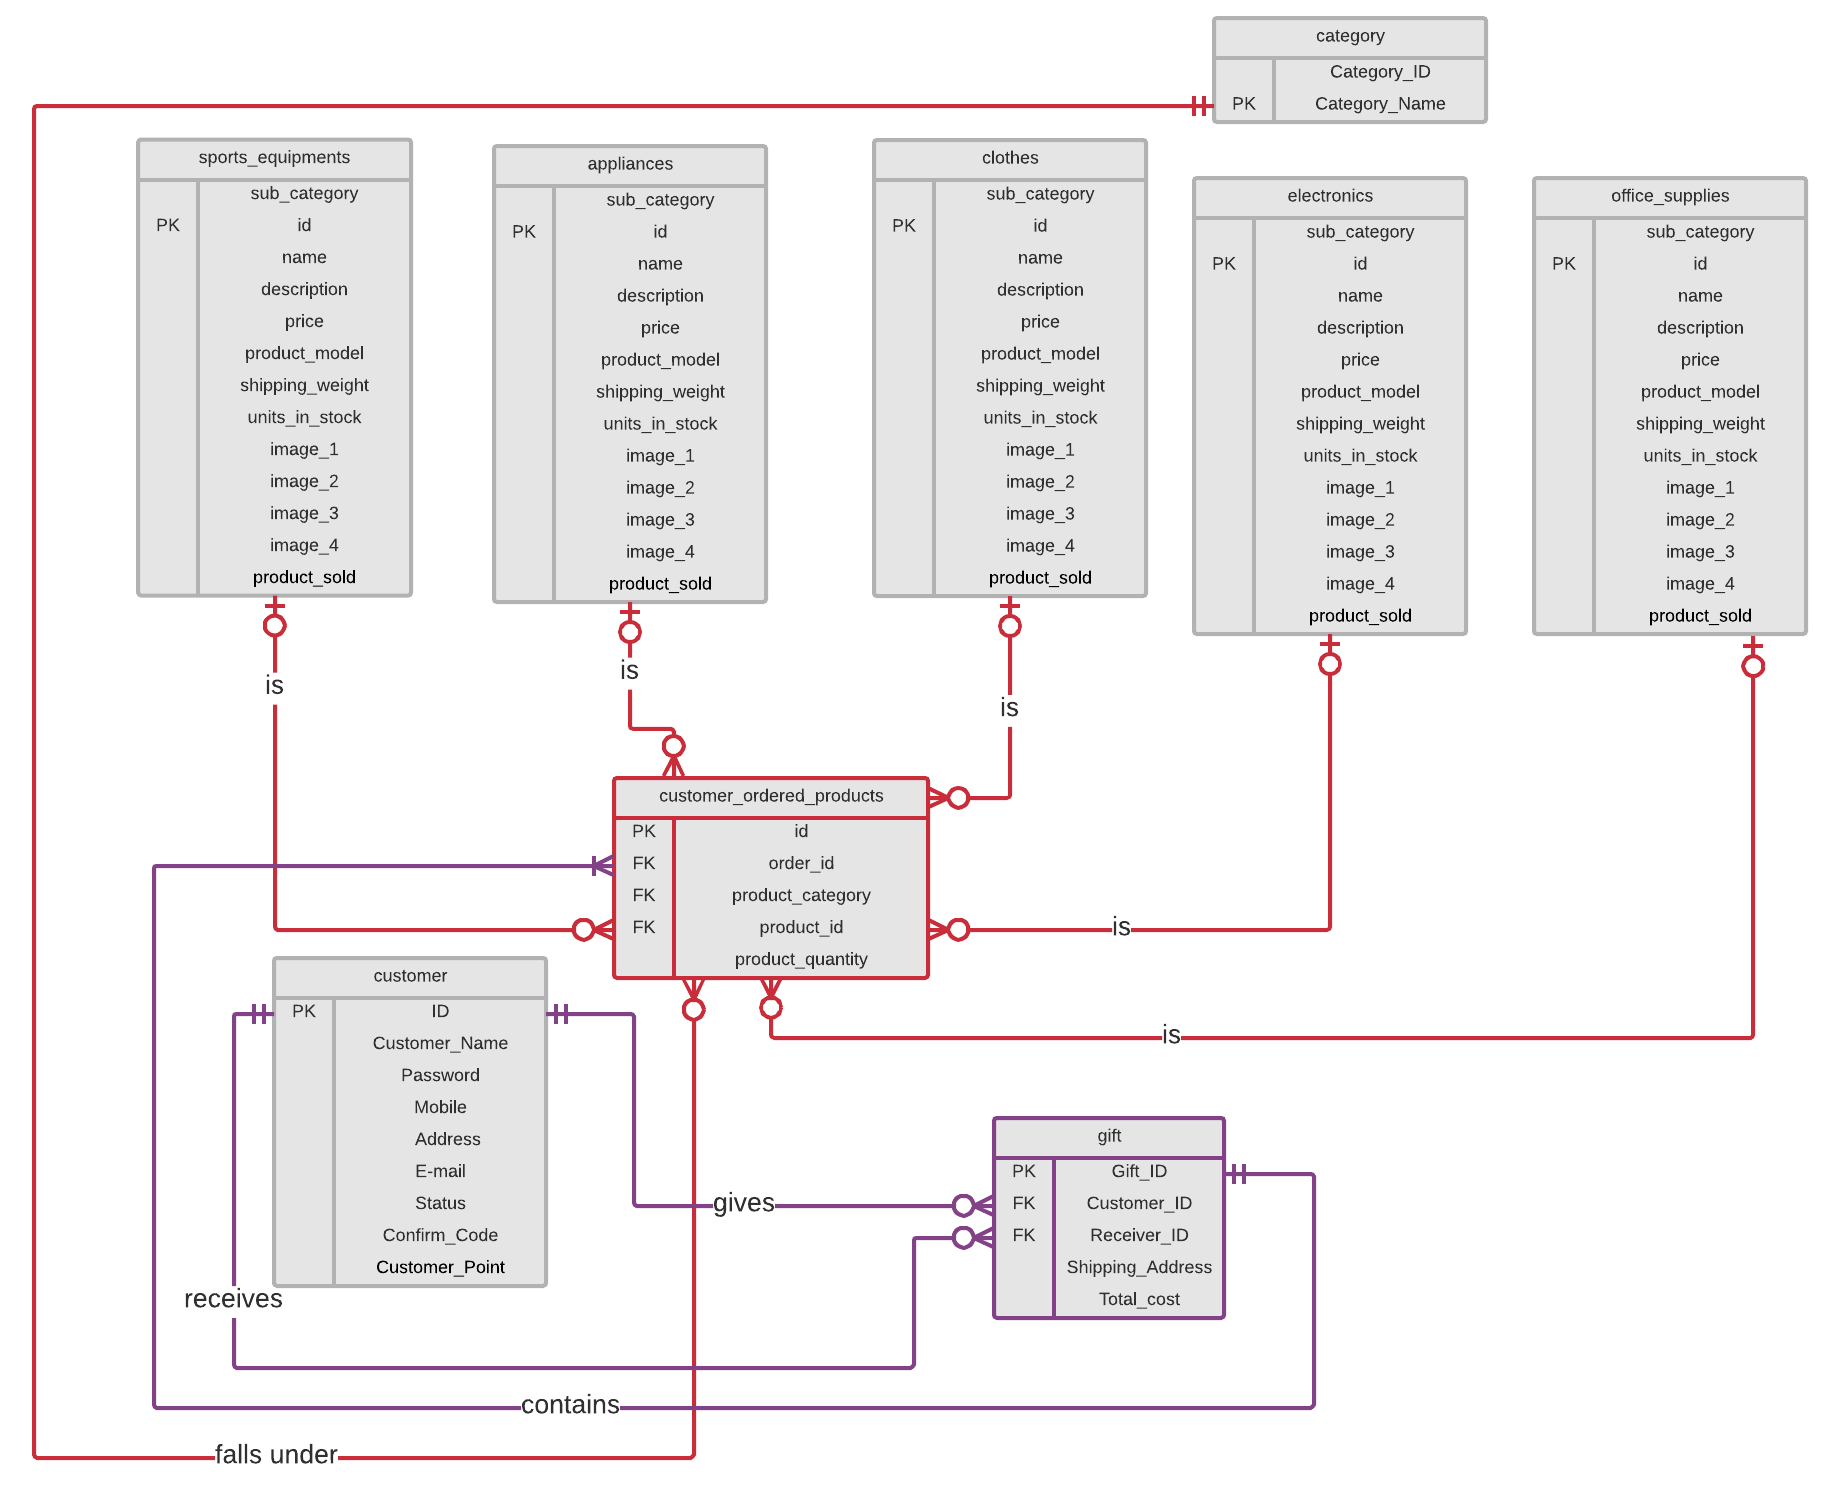 category
Category_ID
PK Category_Name
sports_equipments
sub_category
PK id
name
description
price
product_model
shipping_weight
units_in_stock
image_1
image_2
image_3
image_4
product_sold
is
appliances
sub_category
PK id
name
description
price
product_model
shipping_weight
units_in_stock
image_1
image_2
image_3
image_4
product_sold
is
clothes
sub_category
PK id
name
description
price
product_model
shipping_weight
units_in_stock
image_1
image_2
image_3
image_4
product_sold
is
electronics
sub_category
PK id
name
description
price
product_model
shipping_weight
units_in_stock
image_1
image_2
image_3
image_4
product_sold
is
office_supplies
sub_category
PK id
name
description
price
product_model
shipping_weight
units_in_stock
image_1
image_2
image_3
image_4
product_sold
is
customer_ordered_products
PK id
FK order_id
FK product_category
FK product_id
product_quantity
customer
PK ID
Customer_Name
Password
Mobile
Address
E-mail
Status
Confirm_Code
Customer_Point
gives
receives
gift
PK Gift_ID
FK Customer_ID
FK Receiver_ID
Shipping_Address
Total_cost
contains
falls under